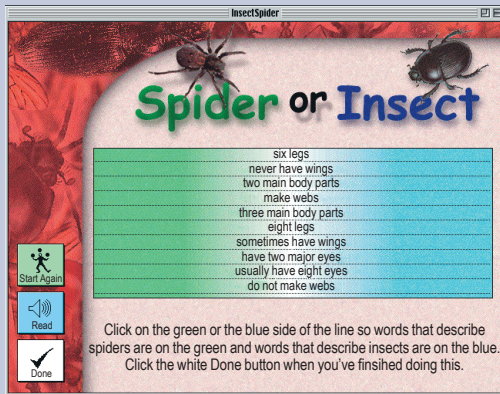 InsectSpider
Spider or Insect
six legs
never have wings
two main body parts
make webs
three main body parts
eight legs
sometimes have wings
have two major eyes
usually have eight eyes
do not make webs
Start Again
Read
Done
Click on the green or the blue side of the line so words that describe
spiders are on the green and words that describe insects are on the blue.
Click the white Done button when you've finsihed doing this.